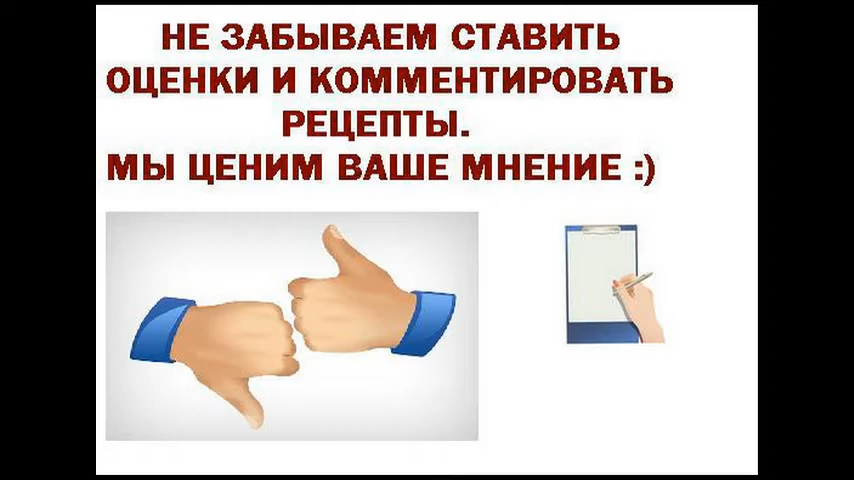 НЕ ЗАБЫВАЕМ СТАВИТЬ
ОЦЕНКИ И КОММЕНТИРОВАТЬ
РЕЦЕПТЫ.
МЫ ЦЕНИМ ВАШЕ МНЕНИЕ :)